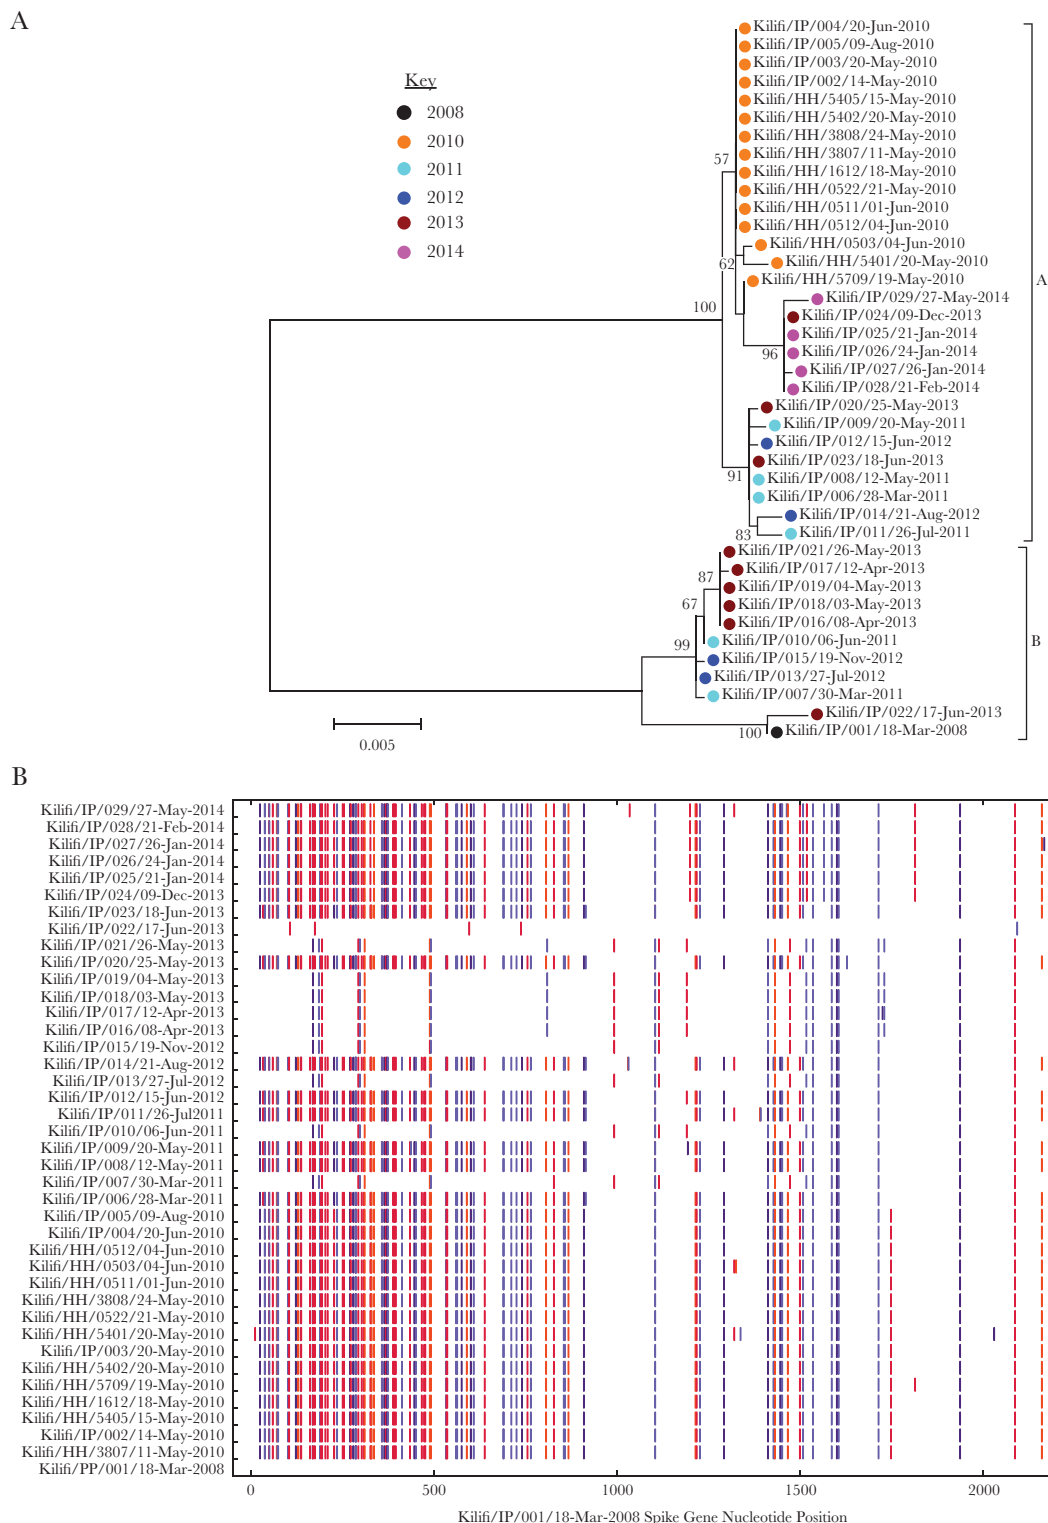 A
Key
2008
2010
2011
2012
2013
2014
Kilifi/IP/004/20-Jun-2010
Kilifi/IP/005/09-Aug-2010
Kilifi/IP/003/20-May-2010
Kilifi/IP/002/14-May-2010
Kilifi/HH/5405/15-May-2010
Kilifi/HH/5402/20-May-2010
Kilifi/HH/3808/24-May-2010
Kilifi/HH/3807/11-May-2010
Kilifi/HH/1612/18-May-2010
Kilifi/HH/0522/21-May-2010
Kilifi/HH/0511/01-Jun-2010
Kilifi/HH/0512/04-Jun-2010
Kilifi/HH/0503/04-Jun-2010
Kilifi/HH/5401/20-May-2010
Kilifi/HH/5709/19-May-2010
Kilifi/IP/029/27-May-2014
Kilifi/IP/024/09-Dec-2013
Kilifi/IP/025/21-Jan-2014
Kilifi/IP/026/24-Jan-2014
Kilifi/IP/027/26-Jan-2014
Kilifi/IP/028/21-Feb-2014
Kilifi/IP/020/25-May-2013
Kilifi/IP/009/20-May-2011
Kilifi/IP/012/15-Jun-2012
Kilifi/IP/023/18-Jun-2013
Kilifi/IP/008/12-May-2011
Kilifi/IP/006/28-Mar-2011
Kilifi/IP/014/21-Aug-2012
Kilifi/IP/011/26-Jul-2011
Kilifi/IP/021/26-May-2013
Kilifi/IP/017/12-Apr-2013
Kilifi/IP/019/04-May-2013
Kilifi/IP/018/03-May-2013
Kilifi/IP/016/08-Apr-2013
Kilifi/IP/010/06-Jun-2011
Kilifi/IP/015/19-Nov-2012
Kilifi/IP/013/27-Jul-2012
Kilifi/IP/007/30-Mar-2011
Kilifi/IP/022/17-Jun-2013
Kilifi/IP/001/18-Mar-2008
57
62
100
96
91
83
87
67
99
100
A
B
0.005
B
Kilifi/IP/029/27-May-2014
Kilifi/IP/028/21-Feb-2014
Kilifi/IP/027/26-Jan-2014
Kilifi/IP/026/24-Jan-2014
Kilifi/IP/025/21-Jan-2014
Kilifi/IP/024/09-Dec-2013
Kilifi/IP/023/18-Jun-2013
Kilifi/IP/022/17-Jun-2013
Kilifi/IP/021/26-May-2013
Kilifi/IP/020/25-May-2013
Kilifi/IP/019/04-May-2013
Kilifi/IP/018/03-May-2013
Kilifi/IP/017/12-Apr-2013
Kilifi/IP/016/08-Apr-2013
Kilifi/IP/015/19-Nov-2012
Kilifi/IP/014/21-Aug-2012
Kilifi/IP/013/27-Jul-2012
Kilifi/IP/012/15-Jun-2012
Kilifi/IP/011/26-Jul2011
Kilifi/IP/010/06-Jun-2011
Kilifi/IP/009/20-May-2011
Kilifi/IP/008/12-May-2011
Kilifi/IP/007/30-Mar-2011
Kilifi/IP/006/28-Mar-2011
Kilifi/IP/005/09-Aug-2010
Kilifi/IP/004/20-Jun-2010
Kilifi/HH/0512/04-Jun-2010
Kilifi/HH/0503/04-Jun-2010
Kilifi/HH/0511/01-Jun-2010
Kilifi/HH/3808/24-May-2010
Kilifi/HH/0522/21-May-2010
Kilifi/HH/5401/20-May-2010
Kilifi/IP/003/20-May-2010
Kilifi/HH/5402/20-May-2010
Kilifi/HH/5709/19-May-2010
Kilifi/HH/1612/18-May-2010
Kilifi/HH/5405/15-May-2010
Kilifi/IP/002/14-May-2010
Kilifi/HH/3807/11-May-2010
Kilifi/PP/001/18-Mar-2008
0 500 1000 1500 2000
Kilifi/IP/001/18-Mar-2008 Spike Gene Nucleotide Position